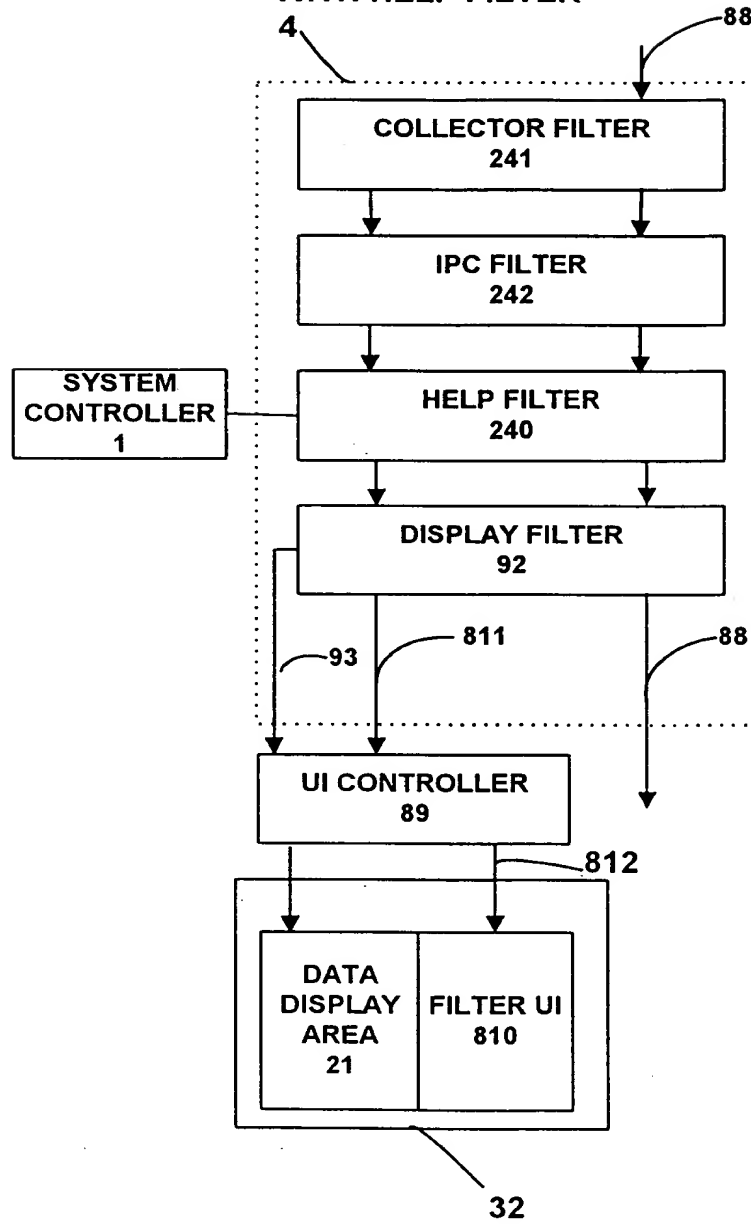 4
88
COLLECTOR FILTER
241
IPC FILTER
242
SYSTEM
CONTROLLER
1
HELP FILTER
240
DISPLAY FILTER
92
93
811
88
UI CONTROLLER
89
812
DATA
DISPLAY
AREA
21
FILTER UI
810
32